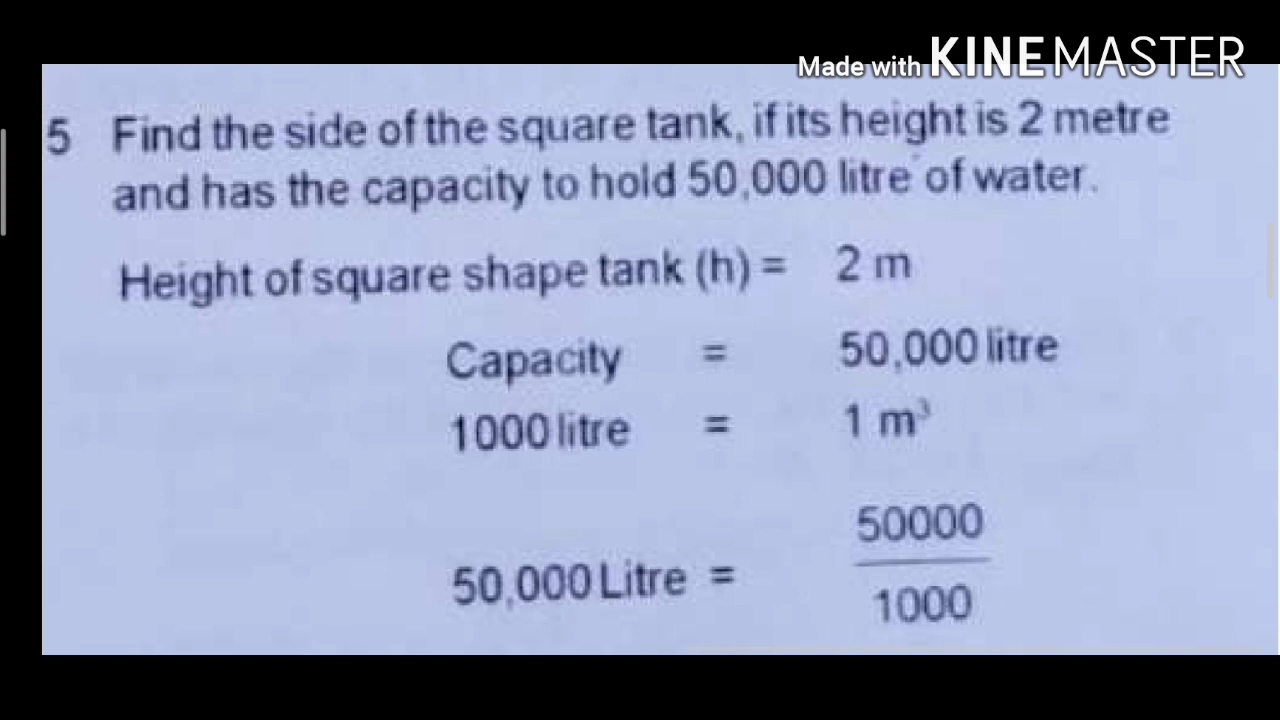 Made with KINEMASTER
5 Find the side of the square tank, if its height is 2 metre
and has the capacity to hold 50,000 litre of water.
Height of square shape tank (h) = 2 m
Capacity = 50,000 litre
1000 litre = 1 m³
50000
50,000 Litre =
1000